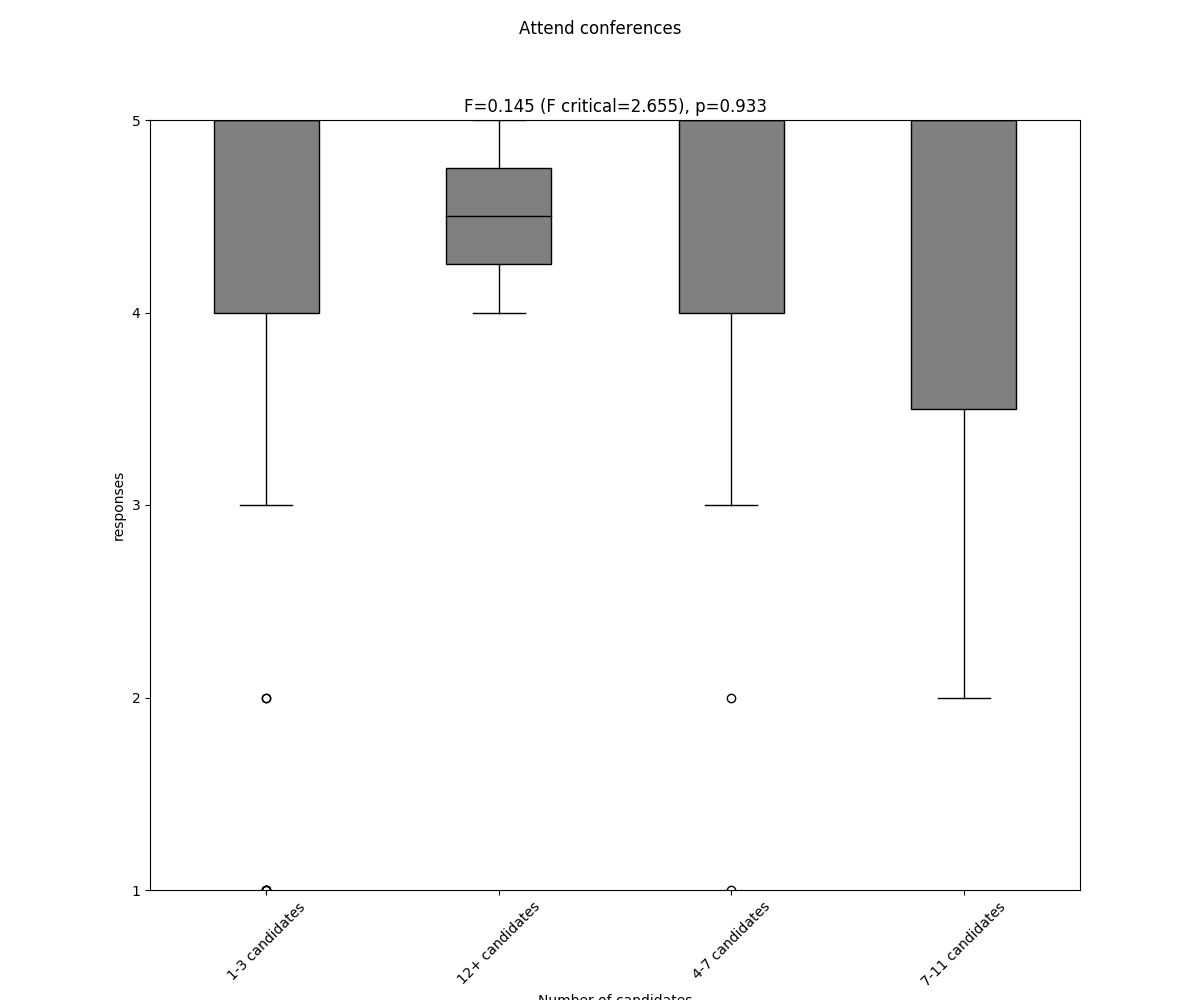 Attend conferences
F=0.145 (F critical=2.655), p=0.933
5
4
3
2
1
responses
1-3 candidates
12+ candidates
4-7 candidates
7-11 candidates
Number of candidates